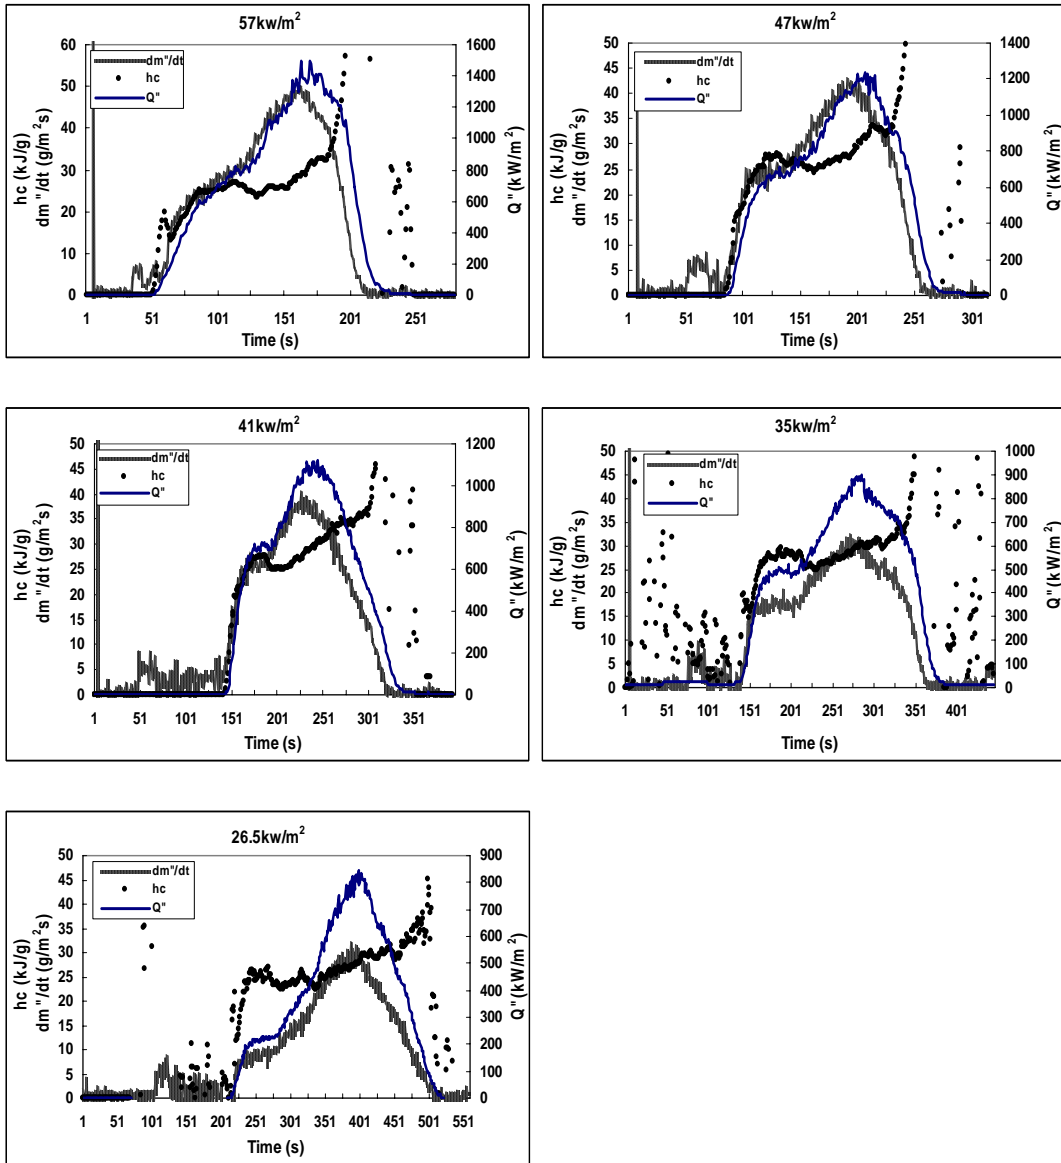 57kw/m²
60
50
40
30
20
10
0
1600
1400
1200
1000
800
600
400
200
0
1 51 101 151 201 251
dm"/dt
hc
Q"
hc (kJ/g)
dm"/dt (g/m²s)
Q" (kW/m²)
Time (s)
47kw/m²
50
45
40
35
30
25
20
15
10
5
0
1400
1200
1000
800
600
400
200
0
1 51 101 151 201 251 301
dm"/dt
hc
Q"
hc (kJ/g)
dm"/dt (g/m²s)
Q" (kW/m²)
Time (s)
41kw/m²
50
45
40
35
30
25
20
15
10
5
0
1200
1000
800
600
400
200
0
1 51 101 151 201 251 301 351
dm"/dt
hc
Q"
hc (kJ/g)
dm"/dt (g/m²s)
Q" (kW/m²)
Time (s)
35kw/m²
50
45
40
35
30
25
20
15
10
5
0
1000
900
800
700
600
500
400
300
200
100
0
1 51 101 151 201 251 301 351 401
dm"/dt
hc
Q"
hc (kJ/g)
dm"/dt (g/m²s)
Q" (kW/m²)
Time (s)
26.5kw/m²
50
45
40
35
30
25
20
15
10
5
0
900
800
700
600
500
400
300
200
100
0
1 51 101 151 201 251 301 351 401 451 501 551
dm"/dt
hc
Q"
hc (kJ/g)
dm"/dt (g/m²s)
Q" (kW/m²)
Time (s)